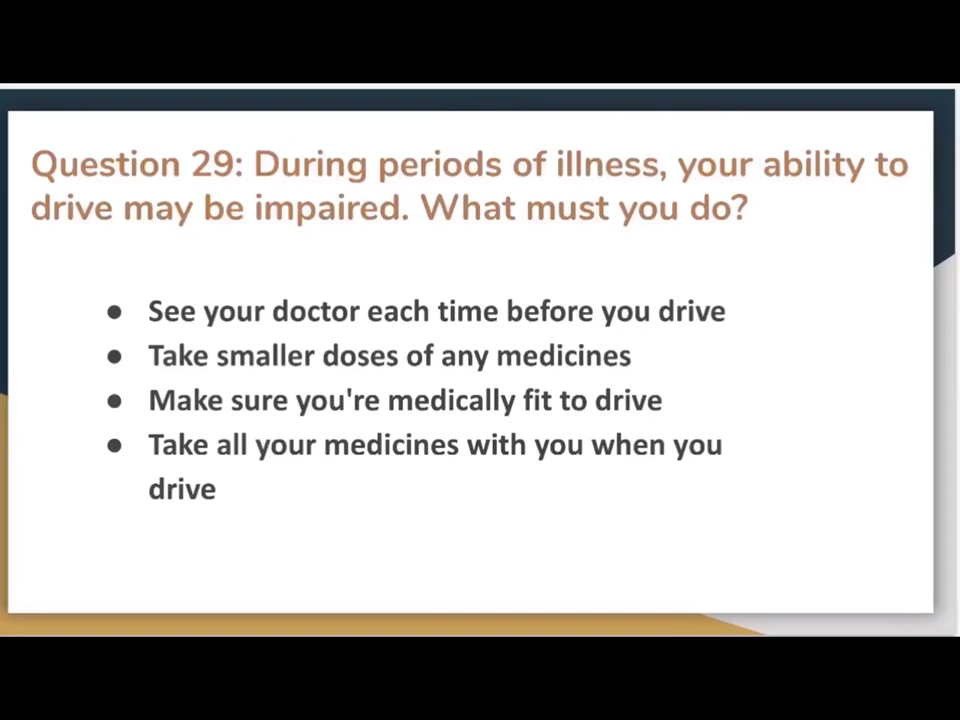 Question 29: During periods of illness, your ability to
drive may be impaired. What must you do?
● See your doctor each time before you drive
● Take smaller doses of any medicines
● Make sure you're medically fit to drive
● Take all your medicines with you when you
drive